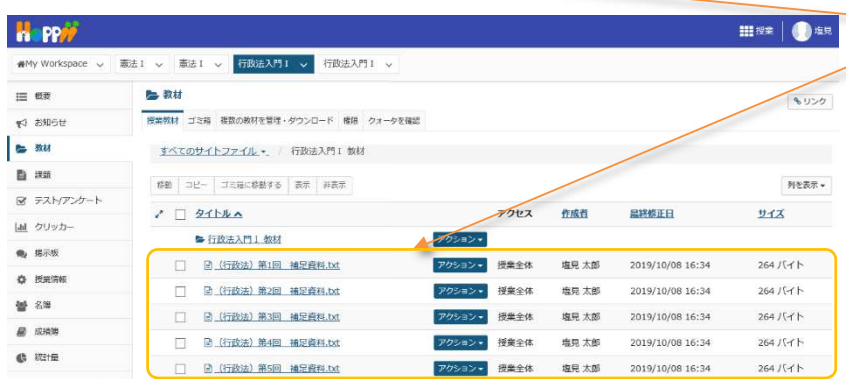 HOPPII
授業 塩見
My Workspace 憲法Ⅰ 憲法Ⅰ 行政法入門Ⅰ 行政法入門Ⅰ
概要
お知らせ
教材
課題
テスト/アンケート
クリッカー
掲示板
授業情報
名簿
成績簿
統計量
教材
リンク
授業教材 ゴミ箱 複数の教材を管理・ダウンロード 権限 クォータを確認
すべてのサイトファイル / 行政法入門Ⅰ 教材
移動 コピー ゴミ箱に移動する 表示 非表示 列を表示
タイトル アクセス 作成者 最終修正日 サイズ
行政法入門Ⅰ 教材 アクション
(行政法)第1回 補足資料.txt アクション 授業全体 塩見 太郎 2019/10/08 16:34 264 バイト
(行政法)第2回 補足資料.txt アクション 授業全体 塩見 太郎 2019/10/08 16:34 264 バイト
(行政法)第3回 補足資料.txt アクション 授業全体 塩見 太郎 2019/10/08 16:34 264 バイト
(行政法)第4回 補足資料.txt アクション 授業全体 塩見 太郎 2019/10/08 16:34 264 バイト
(行政法)第5回 補足資料.txt アクション 授業全体 塩見 太郎 2019/10/08 16:34 264 バイト